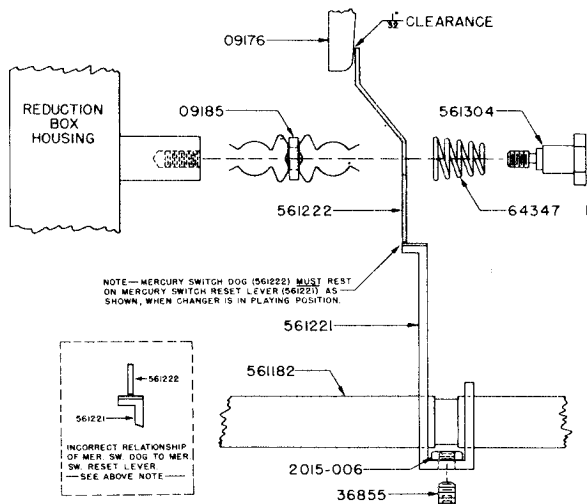 09176
1/32" CLEARANCE
REDUCTION
BOX
HOUSING
09185
561304
64347
561222
NOTE—MERCURY SWITCH DOG (561222) MUST REST
ON MERCURY SWITCH RESET LEVER (561221) AS
SHOWN, WHEN CHANGER IS IN PLAYING POSITION.
561221
561182
561222
561221
INCORRECT RELATIONSHIP
OF MER. SW. DOG TO MER.
SW. RESET LEVER.
—SEE ABOVE NOTE—
2015-006
36855